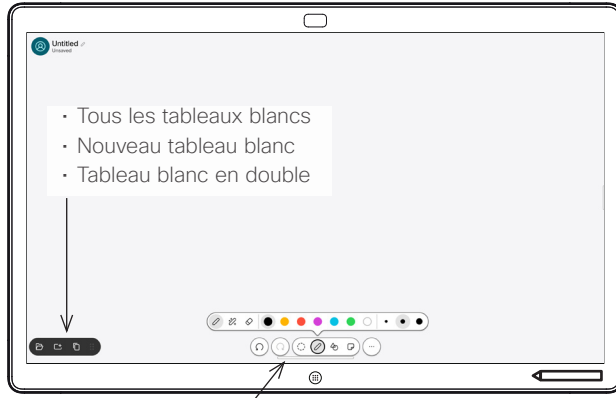 Untitled
Unsaved
· Tous les tableaux blancs
· Nouveau tableau blanc
· Tableau blanc en double